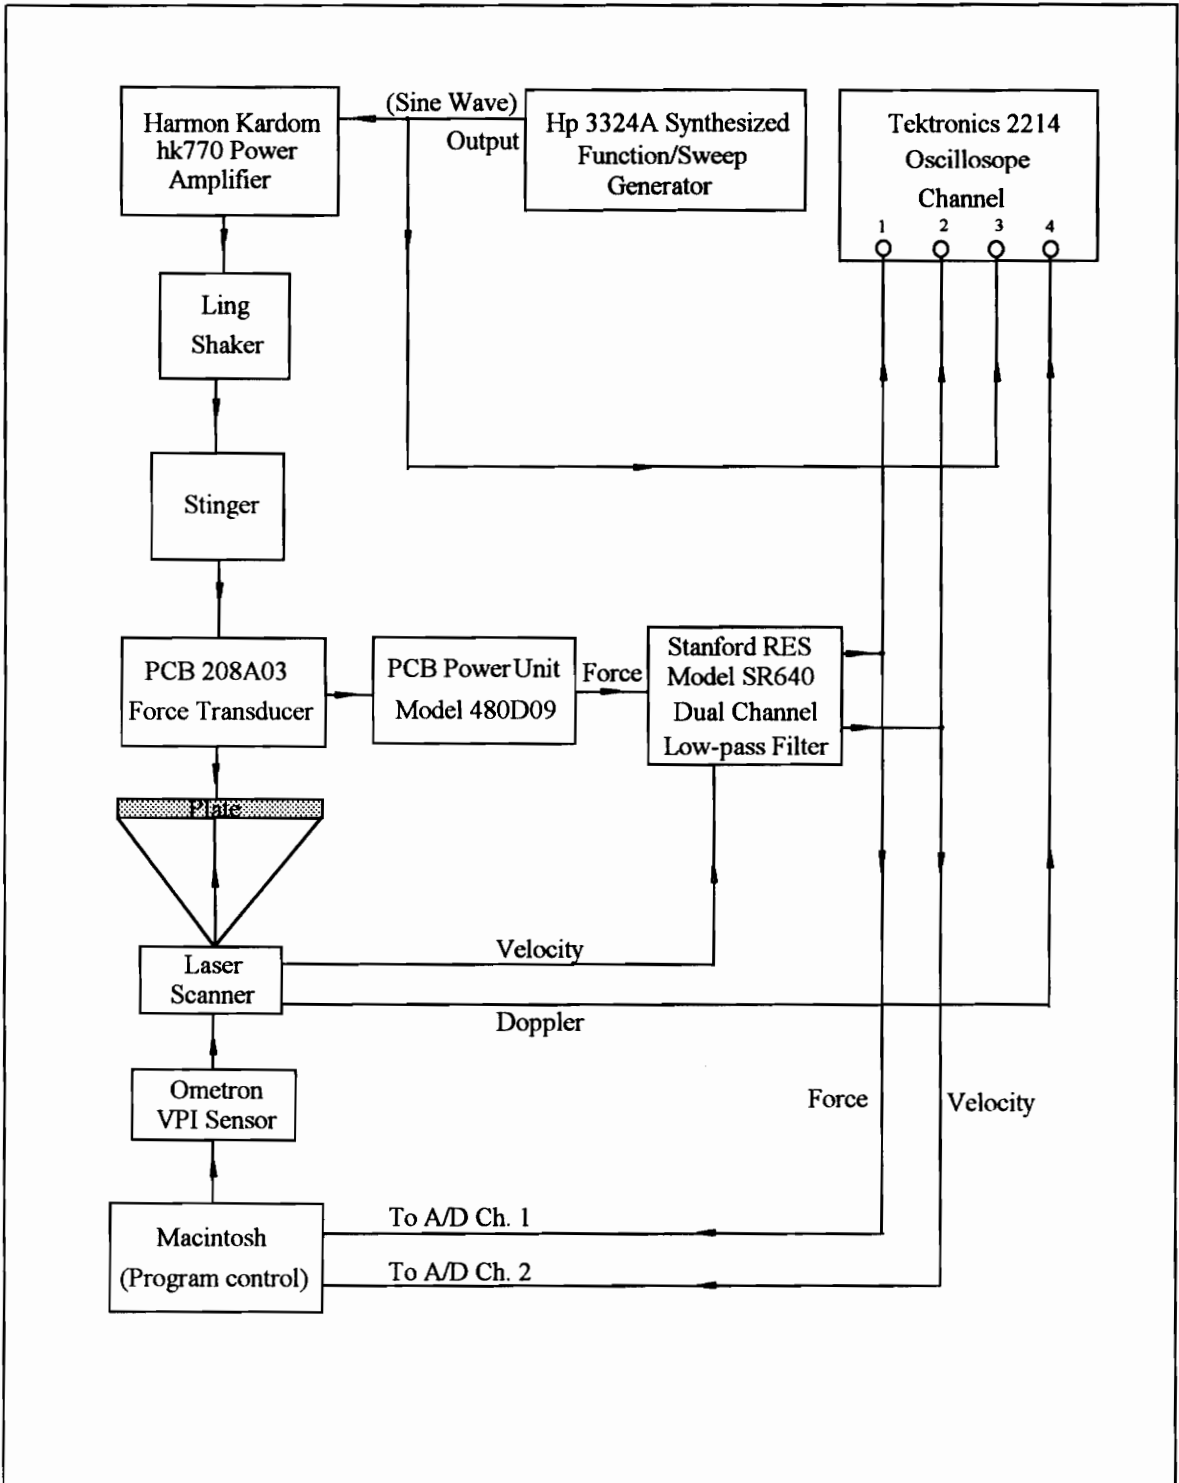 Harmon Kardom
hk770 Power
Amplifier
(Sine Wave)
Output
Hp 3324A Synthesized
Function/Sweep
Generator
Tektronics 2214
Oscillosope
Channel
1 2 3 4
Ling
Shaker
Stinger
PCB 208A03
Force Transducer
PCB Power Unit
Model 480D09
Force
Stanford RES
Model SR640
Dual Channel
Low-pass Filter
Plate
Laser
Scanner
Velocity
Doppler
Ometron
VPI Sensor
Force
Velocity
Macintosh
(Program control)
To A/D Ch. 1
To A/D Ch. 2